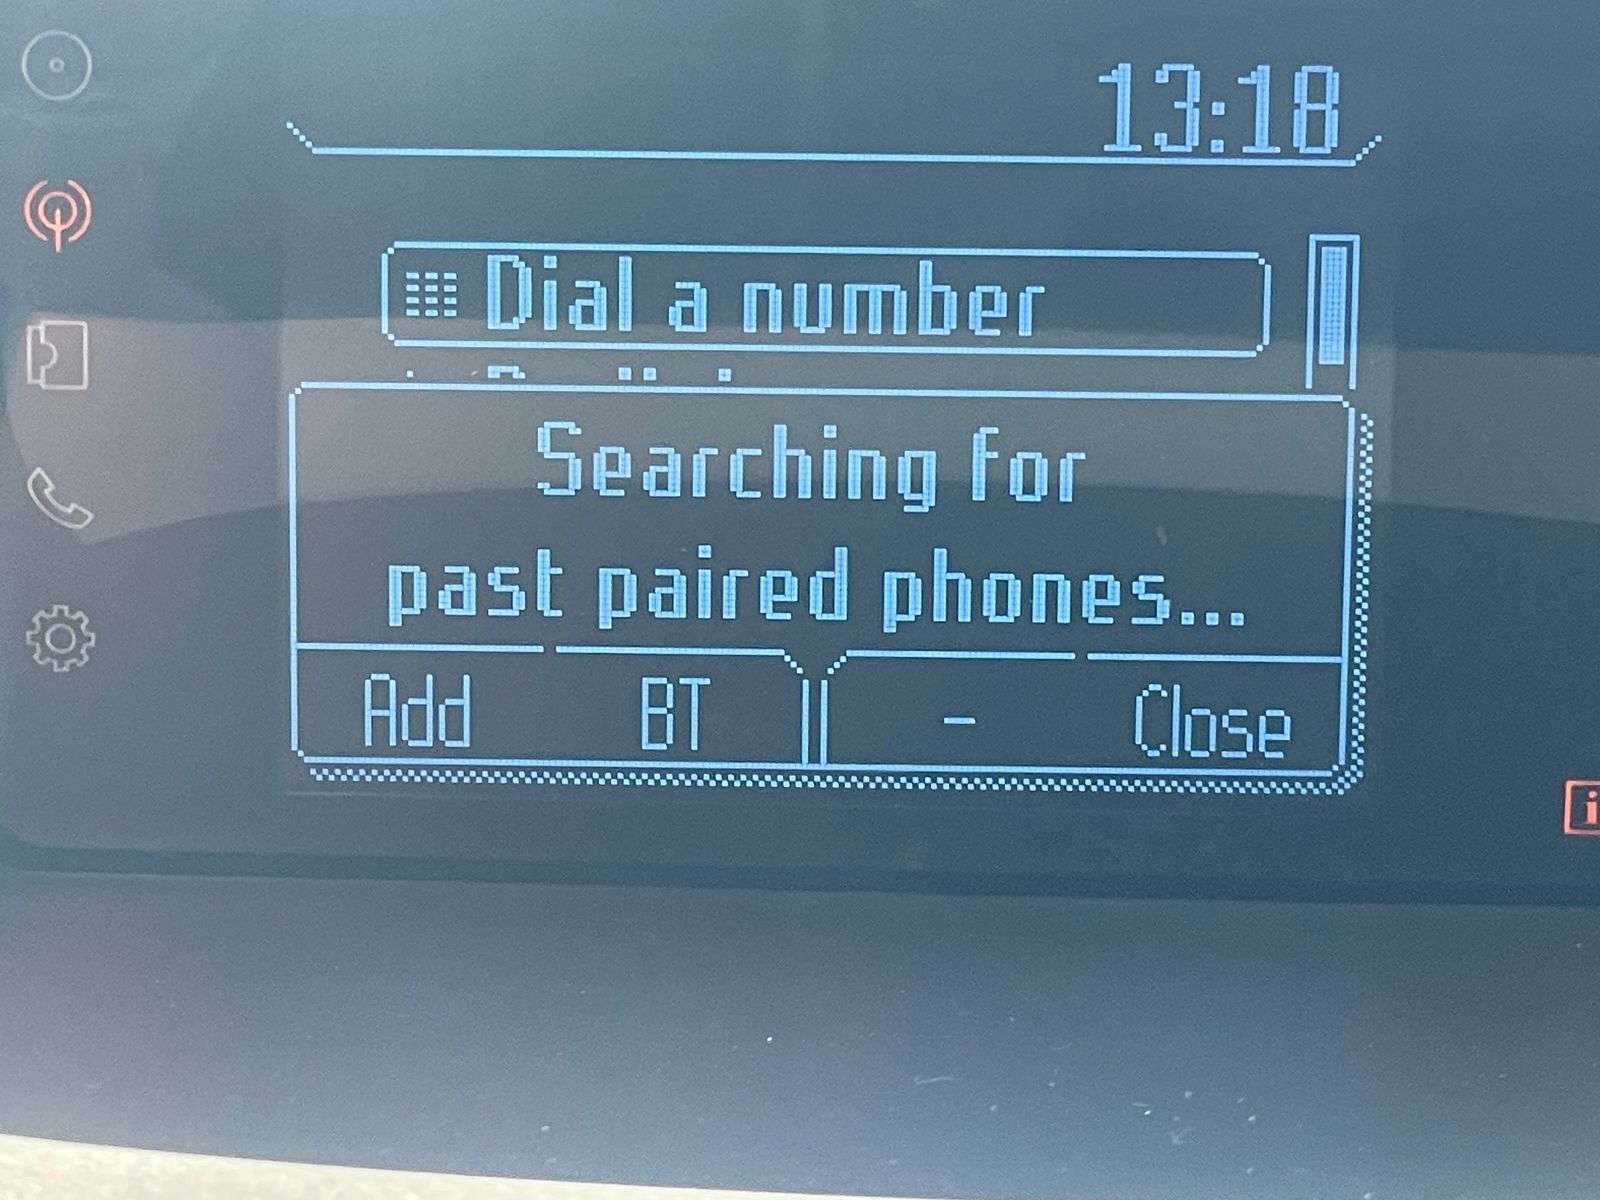 13:18
Dial a number
Searching for
past paired phones...
Add BT - Close
i